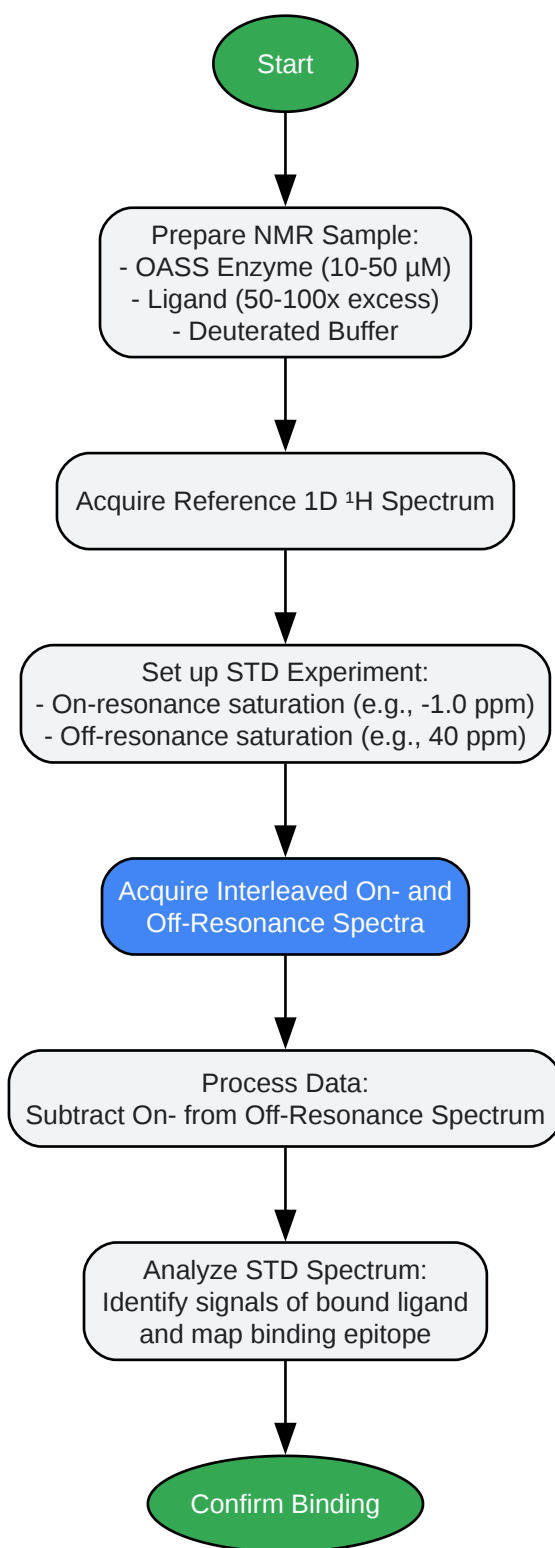 Start
Prepare NMR Sample:
- OASS Enzyme (10-50 µM)
- Ligand (50-100x excess)
- Deuterated Buffer
Acquire Reference 1D ¹H Spectrum
Set up STD Experiment:
- On-resonance saturation (e.g., -1.0 ppm)
- Off-resonance saturation (e.g., 40 ppm)
Acquire Interleaved On- and
Off-Resonance Spectra
Process Data:
Subtract On- from Off-Resonance Spectrum
Analyze STD Spectrum:
Identify signals of bound ligand
and map binding epitope
Confirm Binding